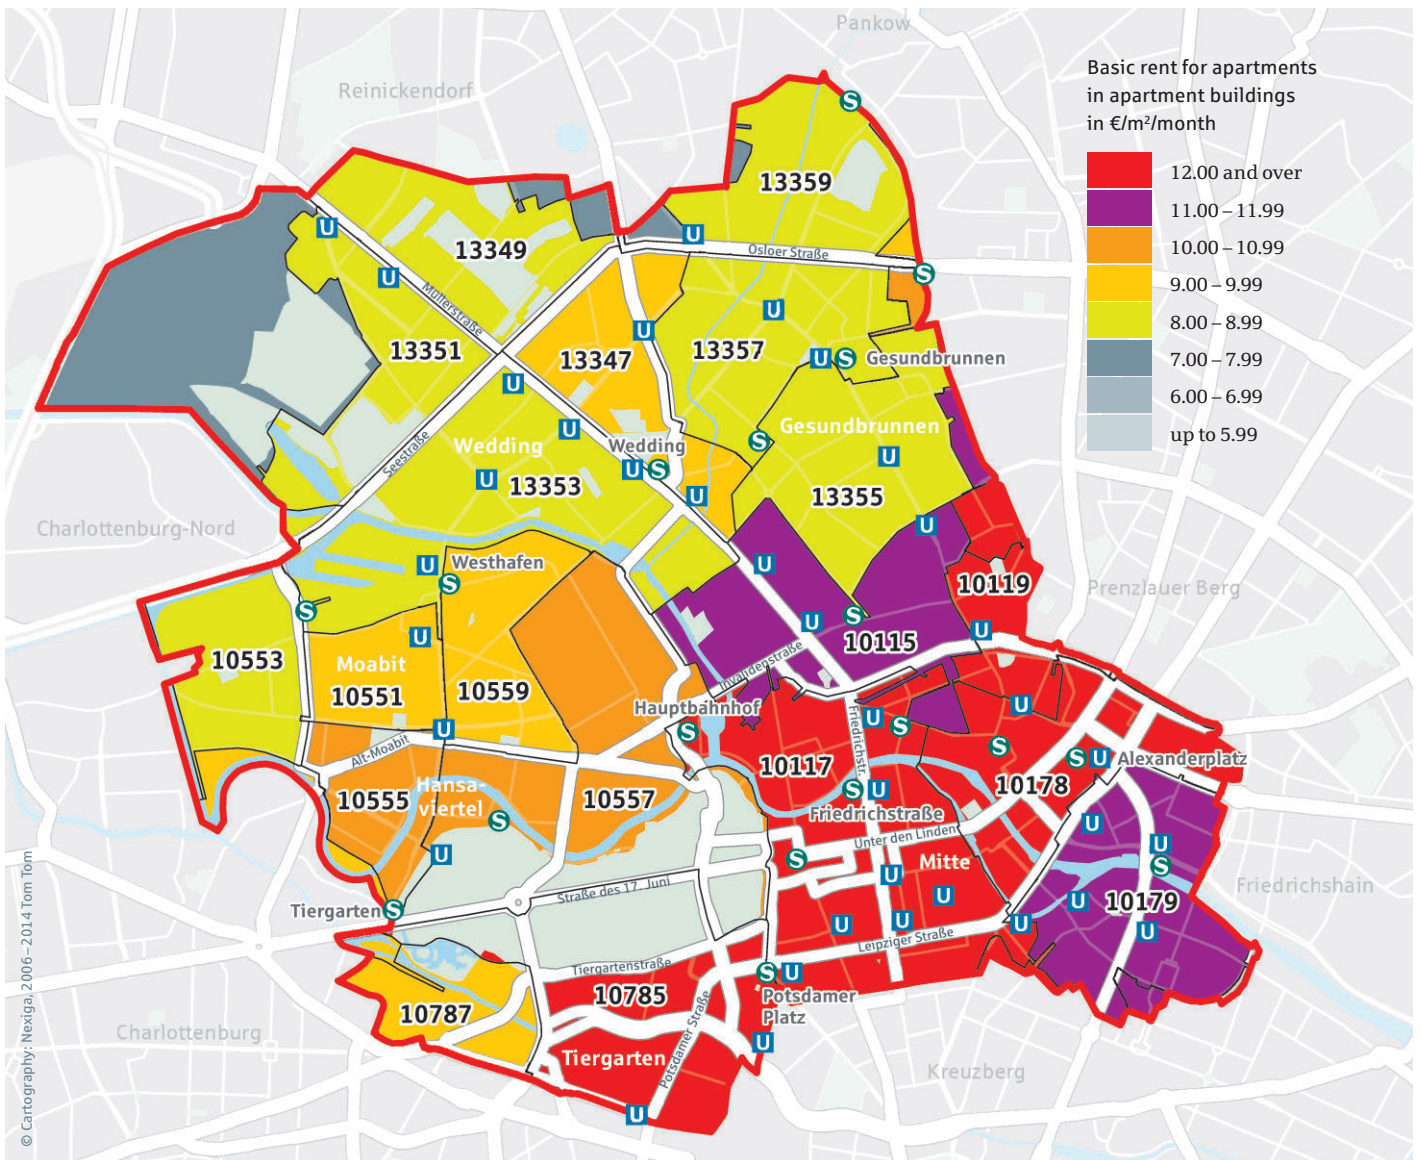 Pankow
Reinickendorf
Basic rent for apartments
in apartment buildings
in €/m²/month
12.00 and over
11.00 – 11.99
10.00 – 10.99
9.00 – 9.99
8.00 – 8.99
7.00 – 7.99
6.00 – 6.99
up to 5.99
S
13359
U
U
13349
Osloer Straße
S
U
Müllerstraße
U
U
13351
13347
13357
U
S
Gesundbrunnen
U
Gesundbrunnen
U
Wedding
Wedding
S
Seestraße
U
S
U
U
13353
U
13355
Charlottenburg-Nord
U
U
Westhafen
U
S
10119
Prenzlauer Berg
S
S
U
U
U
10115
10553
Moabit
10551
10559
Invalidenstraße
Hauptbahnhof
S
U
Friedrichstr.
U
S
U
Alt-Moabit
S
S
U
Alexanderplatz
10117
10178
Hansa-
viertel
10555
10557
S
U
Friedrichstraße
S
U
Unter den Linden
U
S
U
S
Mitte
U
U
Friedrichshain
Straße des 17. Juni
U
U
10179
Tiergarten
S
U
U
U
U
Leipziger Straße
Tiergartenstraße
S
U
10785
Potsdamer
Platz
10787
Potsdamer Straße
Charlottenburg
U
Tiergarten
Kreuzberg
U
© Cartography: Nexiga, 2006 – 2014 Tom Tom